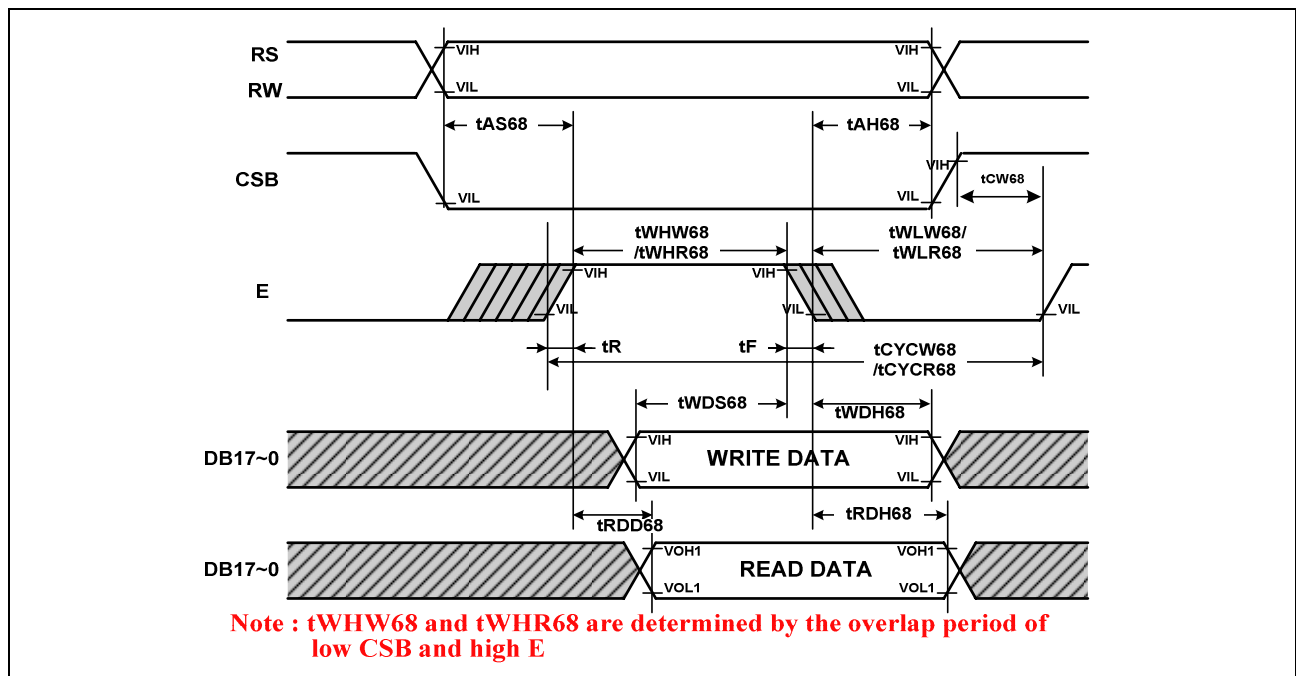 RS
RW
VIH
VIH
VIL
VIL
tAS68
tAH68
CSB
VIH
tCW68
VIL
VIL
tWHW68
/tWHR68
tWLW68/
tWLR68
E
VIH
VIH
VIL
VIL
VIL
tR
tF
tCYCW68
/tCYCR68
tWDS68
tWDH68
DB17~0
VIH
WRITE DATA
VIH
VIL
VIL
tRDD68
tRDH68
DB17~0
VOH1
READ DATA
VOH1
VOL1
VOL1
Note : tWHW68 and tWHR68 are determined by the overlap period of
low CSB and high E